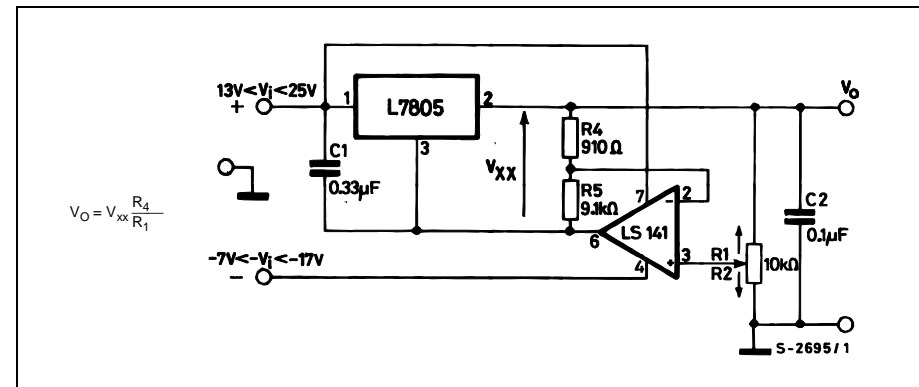 13V<Vi<25V
+
1
L7805
2
3
C1
0.33µF
VXX
R4
910Ω
R5
9.1kΩ
7
2
-
LS 141
6
+
3
4
R1
R2
10kΩ
C2
0.1µF
VO
VO = Vxx R4
R1
-7V<-Vi<-17V
-
S-2695/1